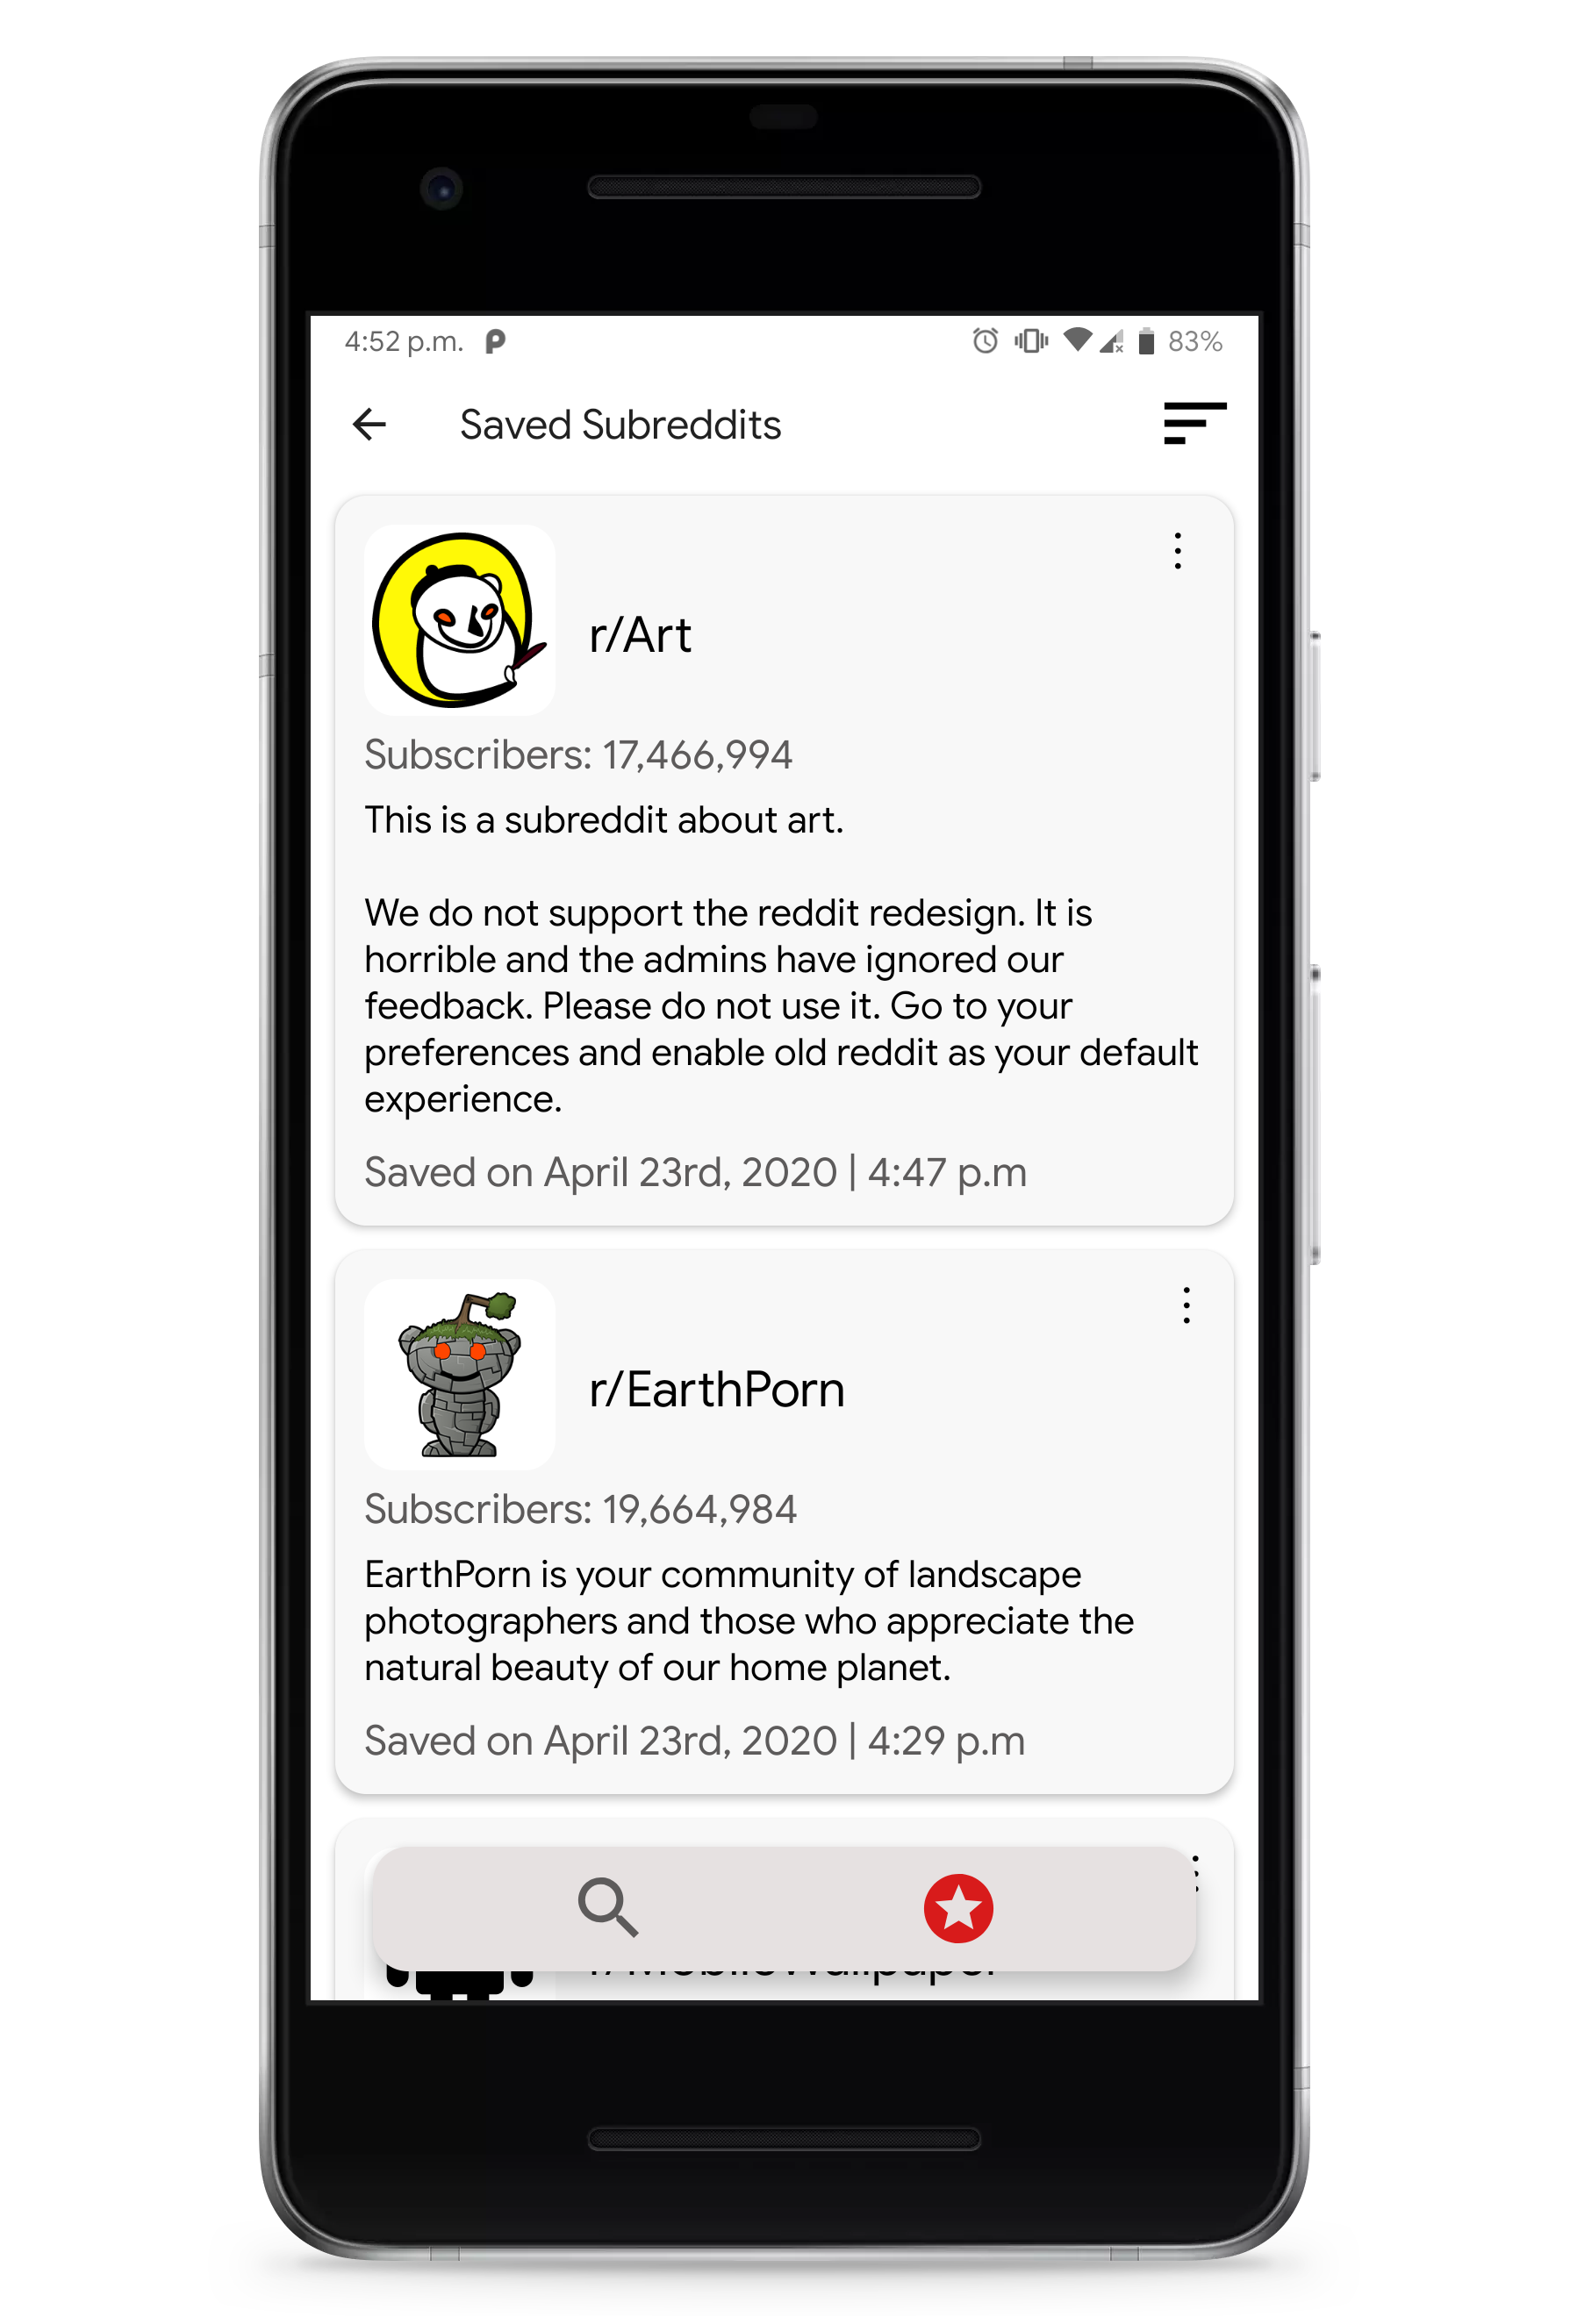 4:52 p.m.
83%
Saved Subreddits
r/Art
Subscribers: 17,466,994
This is a subreddit about art.
We do not support the reddit redesign. It is
horrible and the admins have ignored our
feedback. Please do not use it. Go to your
preferences and enable old reddit as your default
experience.
Saved on April 23rd, 2020 | 4:47 p.m
r/EarthPorn
Subscribers: 19,664,984
EarthPorn is your community of landscape
photographers and those who appreciate the
natural beauty of our home planet.
Saved on April 23rd, 2020 | 4:29 p.m